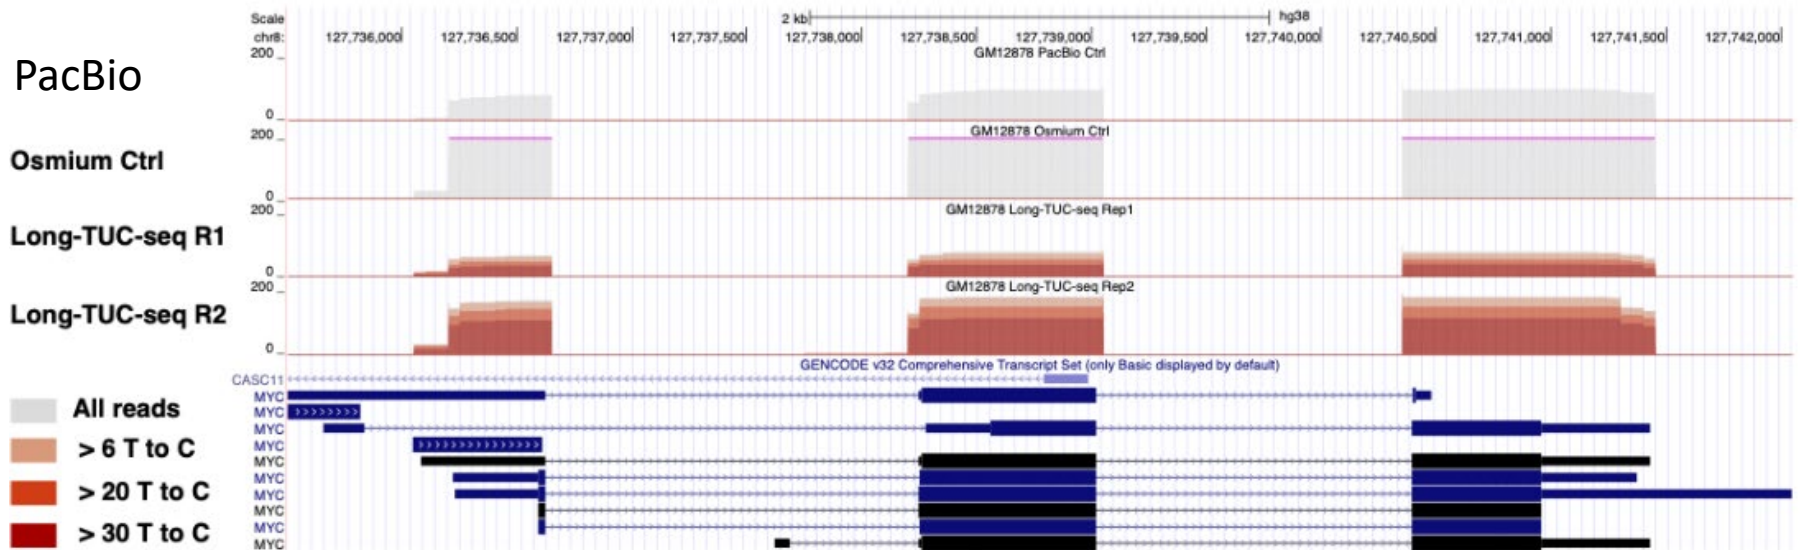 Scale 2 kb hg38
chr8: 127,736,000 127,736,500 127,737,000 127,737,500 127,738,000 127,738,500 127,739,000 127,739,500 127,740,000 127,740,500 127,741,000 127,741,500 127,742,000
GM12878 PacBio Ctrl
200
PacBio
0
GM12878 Osmium Ctrl
200
Osmium Ctrl
0
GM12878 Long-TUC-seq Rep1
200
Long-TUC-seq R1
0
GM12878 Long-TUC-seq Rep2
200
Long-TUC-seq R2
0
GENCODE v32 Comprehensive Transcript Set (only Basic displayed by default)
CASC11
MYC
MYC
MYC
MYC
MYC
MYC
MYC
MYC
MYC
MYC
All reads
> 6 T to C
> 20 T to C
> 30 T to C